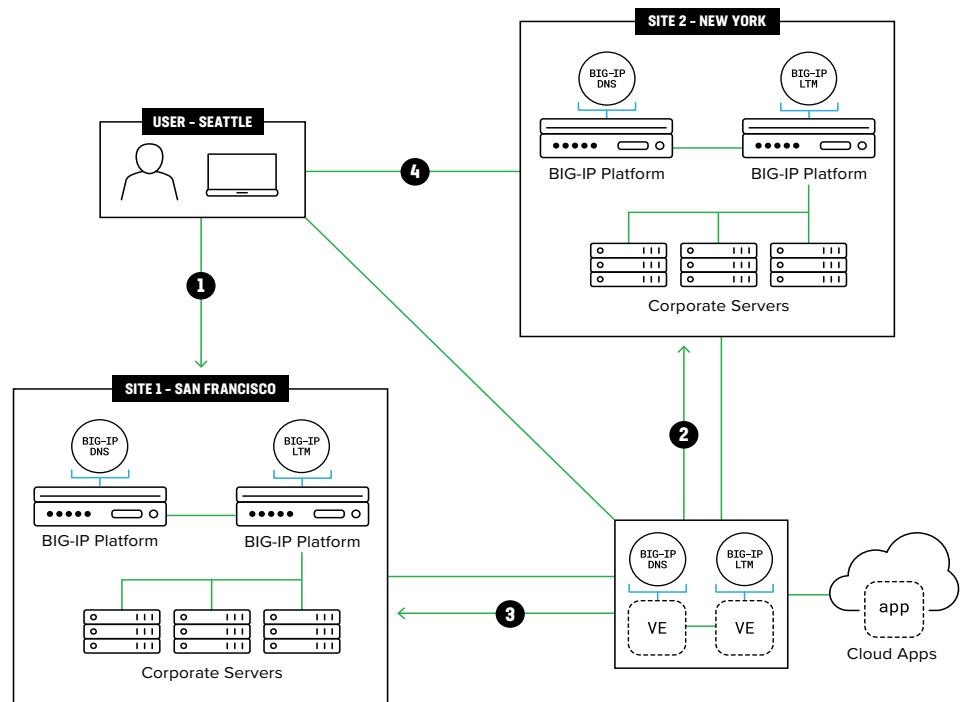 SITE 2 - NEW YORK
BIG-IP
DNS
BIG-IP
LTM
BIG-IP Platform
BIG-IP Platform
Corporate Servers
USER - SEATTLE
4
1
SITE 1 - SAN FRANCISCO
BIG-IP
DNS
BIG-IP
LTM
BIG-IP Platform
BIG-IP Platform
Corporate Servers
2
3
BIG-IP
DNS
BIG-IP
LTM
VE
VE
app
Cloud Apps